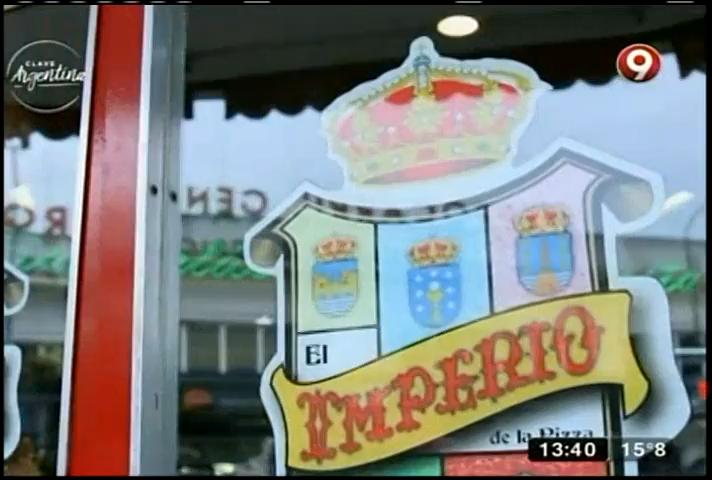 CLAVE
Argentina
9
El
IMPERIO
de la Pizza
13:40 15°8